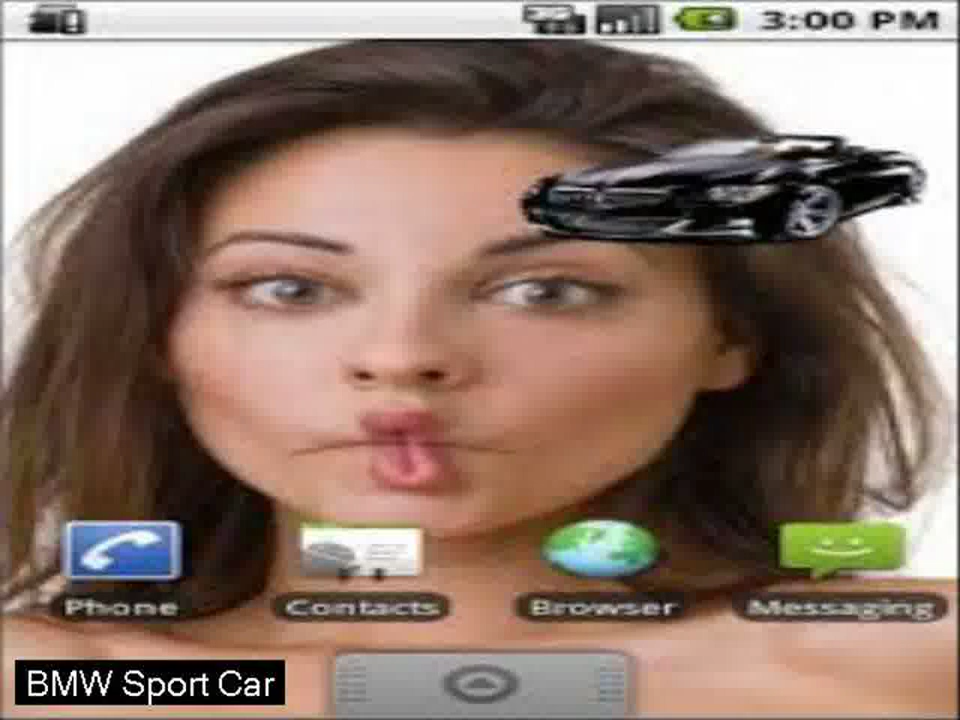 3:00 PM
Phone
Contacts
Browser
Messaging
BMW Sport Car